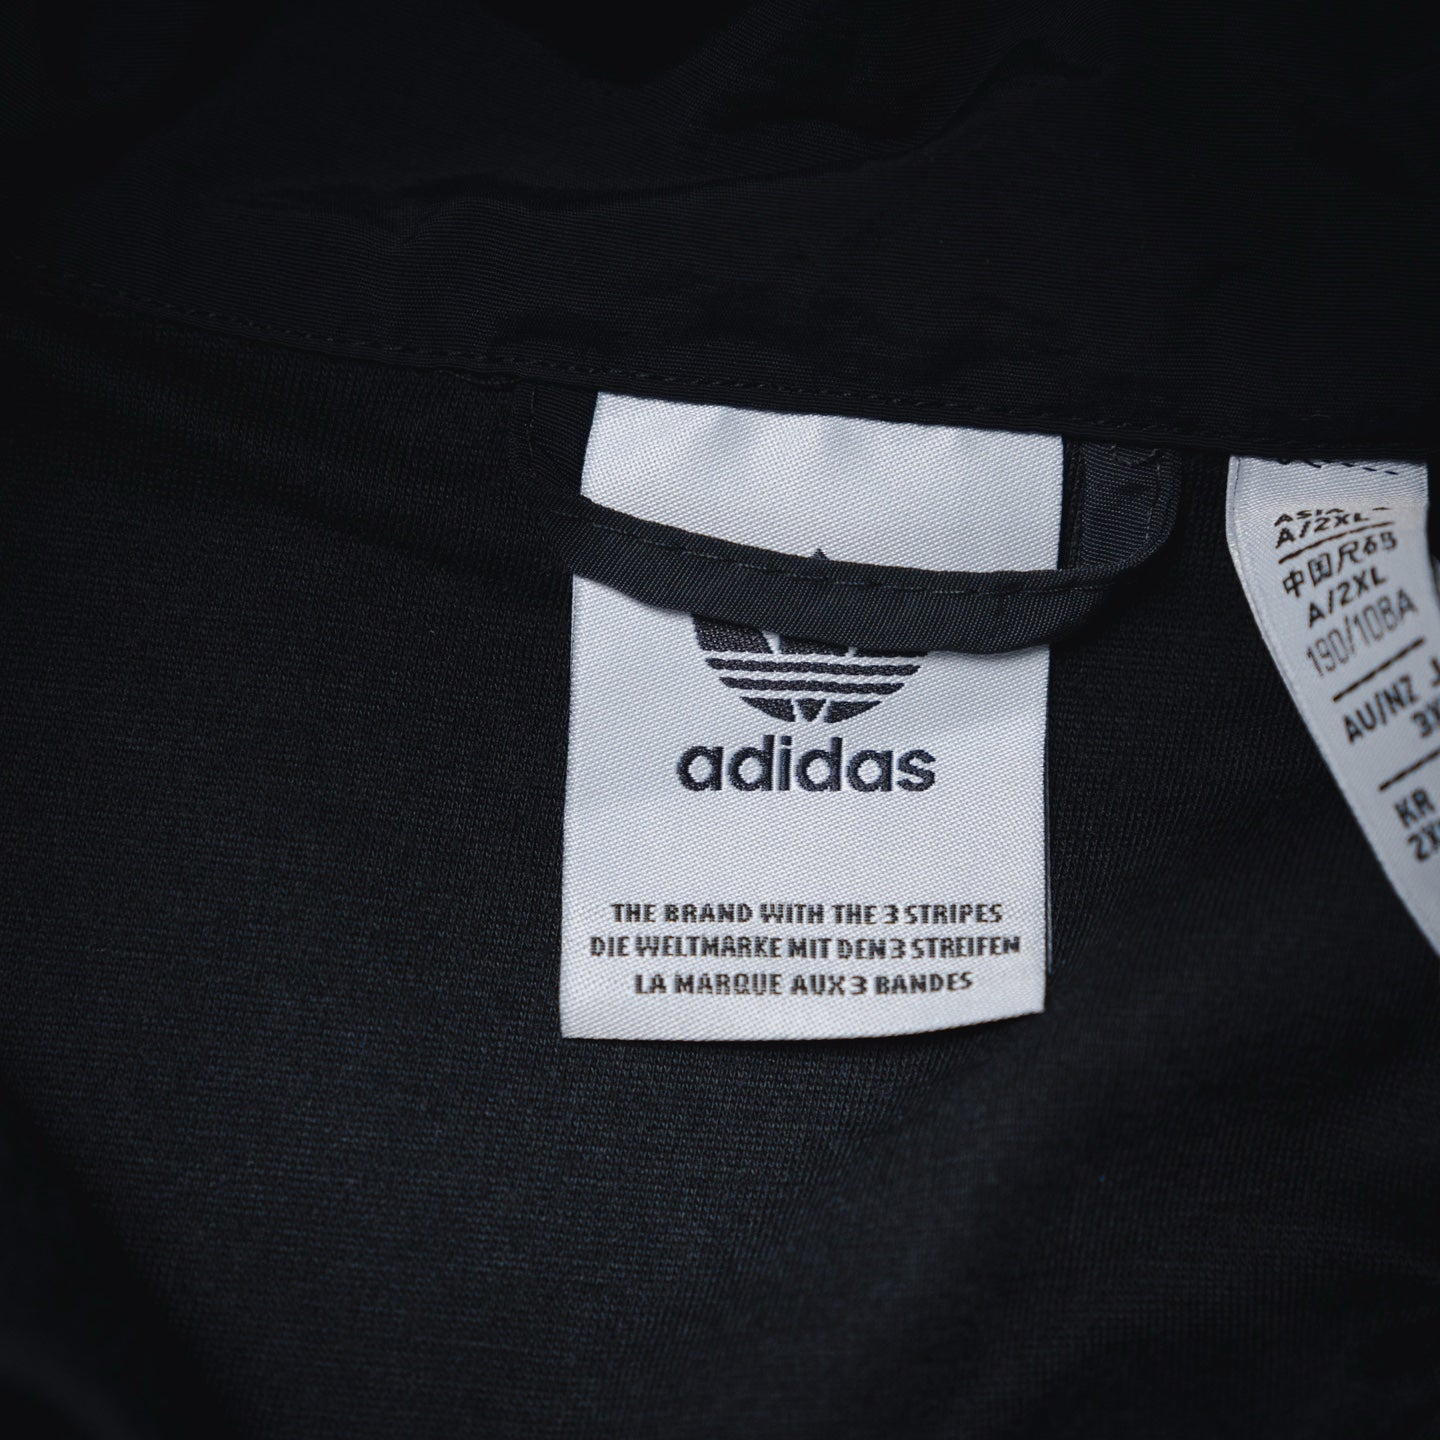 adidas
THE BRAND WITH THE 3 STRIPES
DIE WELTMARKE MIT DEN 3 STREIFEN
LA MARQUE AUX 3 BANDES
ASIA
A/2XL
中国尺码
A/2XL
190/108A
AU/NZ
KR